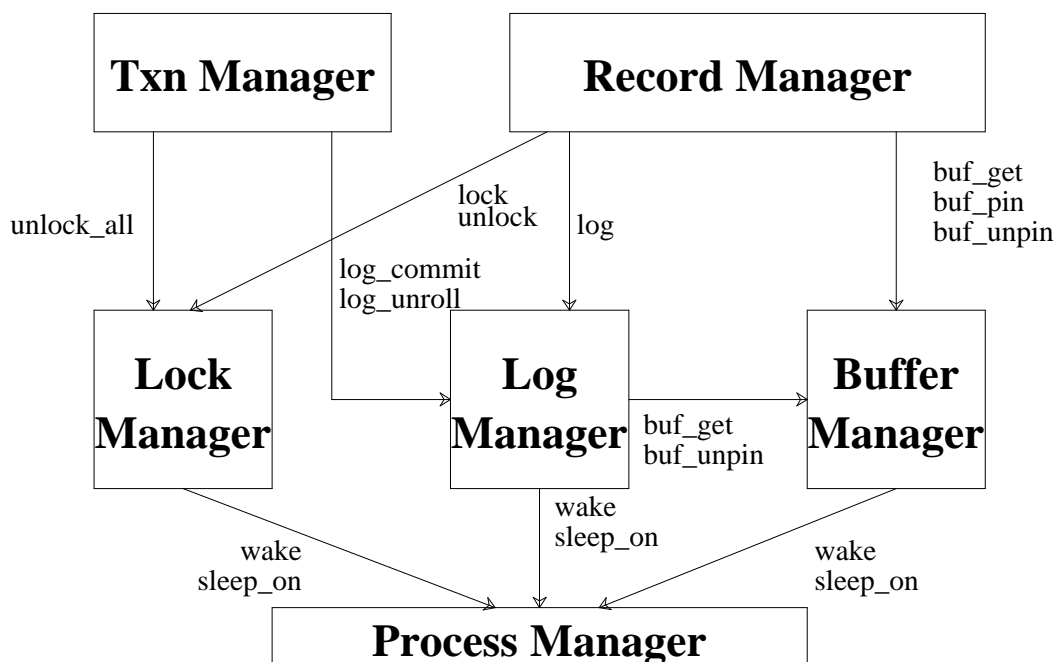 Txn Manager
Record Manager
unlock_all
lock
unlock
log
buf_get
buf_pin
buf_unpin
log_commit
log_unroll
Lock
Manager
Log
Manager
Buffer
Manager
buf_get
buf_unpin
wake
sleep_on
wake
sleep_on
wake
sleep_on
Process Manager